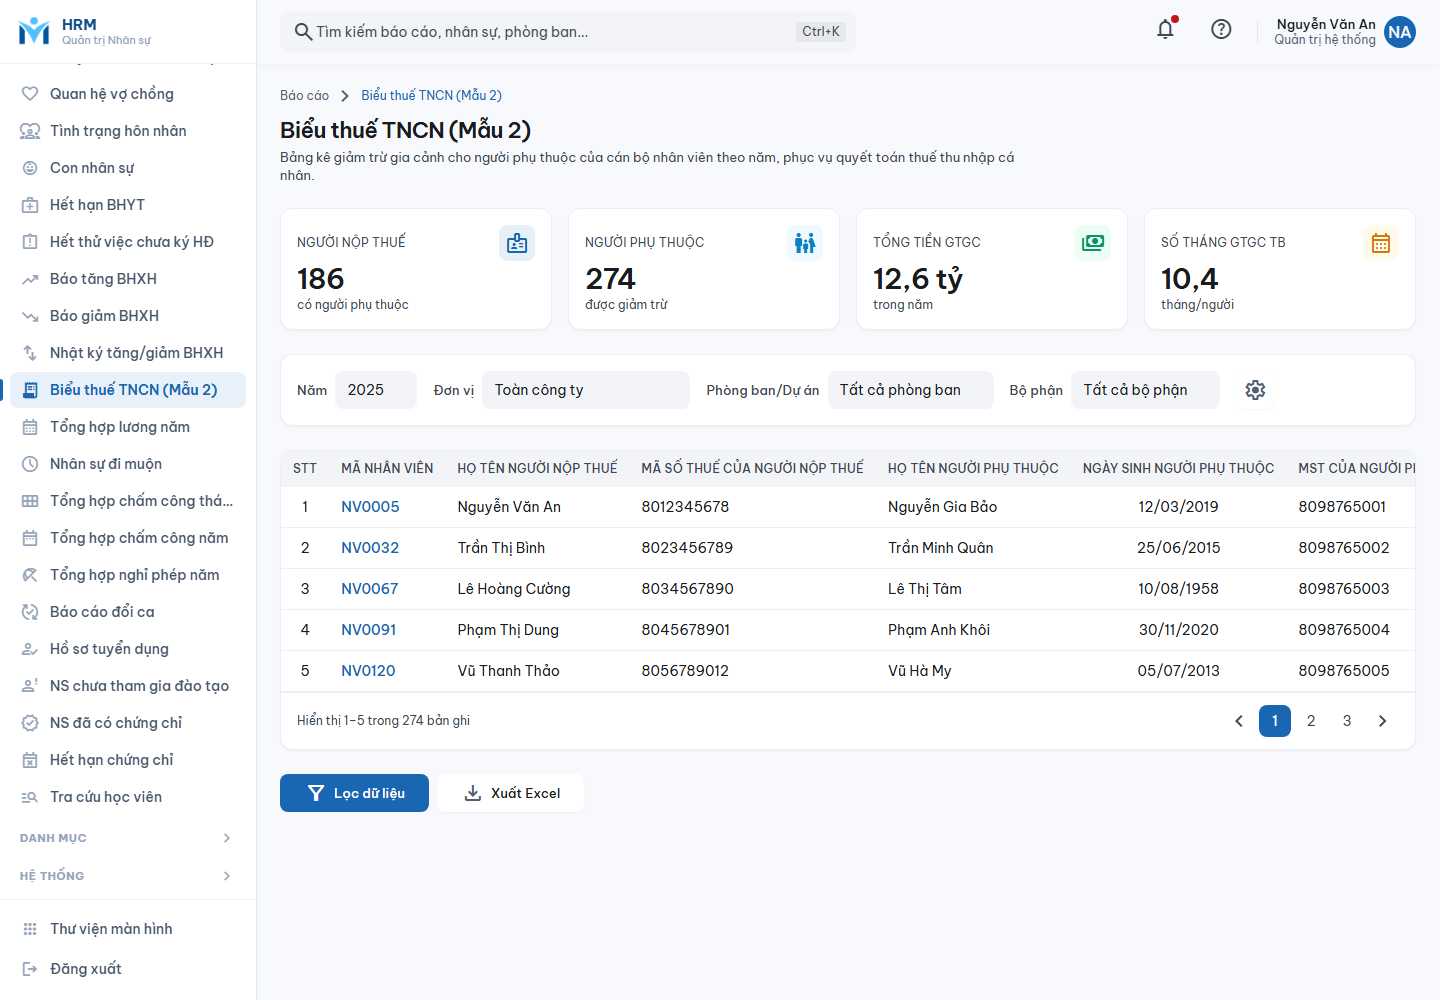 HRM
Quản trị Nhân sự
Quan hệ vợ chồng
Tình trạng hôn nhân
Con nhân sự
Hết hạn BHYT
Hết thử việc chưa ký HĐ
Báo tăng BHXH
Báo giảm BHXH
Nhật ký tăng/giảm BHXH
Biểu thuế TNCN (Mẫu 2)
Tổng hợp lương năm
Nhân sự đi muộn
Tổng hợp chấm công thá...
Tổng hợp chấm công năm
Tổng hợp nghỉ phép năm
Báo cáo đổi ca
Hồ sơ tuyển dụng
NS chưa tham gia đào tạo
NS đã có chứng chỉ
Hết hạn chứng chỉ
Tra cứu học viên
DANH MỤC
HỆ THỐNG
Thư viện màn hình
Đăng xuất
Tìm kiếm báo cáo, nhân sự, phòng ban...
Ctrl+K
Nguyễn Văn An
Quản trị hệ thống
NA
Báo cáo
Biểu thuế TNCN (Mẫu 2)
Biểu thuế TNCN (Mẫu 2)
Bảng kê giảm trừ gia cảnh cho người phụ thuộc của cán bộ nhân viên theo năm, phục vụ quyết toán thuế thu nhập cá
nhân.
NGƯỜI NỘP THUẾ
186
có người phụ thuộc
NGƯỜI PHỤ THUỘC
274
được giảm trừ
TỔNG TIỀN GTGC
12,6 tỷ
trong năm
SỐ THÁNG GTGC TB
10,4
tháng/người
Năm 2025 Đơn vị Toàn công ty Phòng ban/Dự án Tất cả phòng ban Bộ phận Tất cả bộ phận
STT MÃ NHÂN VIÊN HỌ TÊN NGƯỜI NỘP THUẾ MÃ SỐ THUẾ CỦA NGƯỜI NỘP THUẾ HỌ TÊN NGƯỜI PHỤ THUỘC NGÀY SINH NGƯỜI PHỤ THUỘC MST CỦA NGƯỜI
1 NV0005 Nguyễn Văn An 8012345678 Nguyễn Gia Bảo 12/03/2019 8098765001
2 NV0032 Trần Thị Bình 8023456789 Trần Minh Quân 25/06/2015 8098765002
3 NV0067 Lê Hoàng Cường 8034567890 Lê Thị Tâm 10/08/1958 8098765003
4 NV0091 Phạm Thị Dung 8045678901 Phạm Anh Khôi 30/11/2020 8098765004
5 NV0120 Vũ Thanh Thảo 8056789012 Vũ Hà My 05/07/2013 8098765005
Hiển thị 1–5 trong 274 bản ghi
1 2 3
Lọc dữ liệu
Xuất Excel